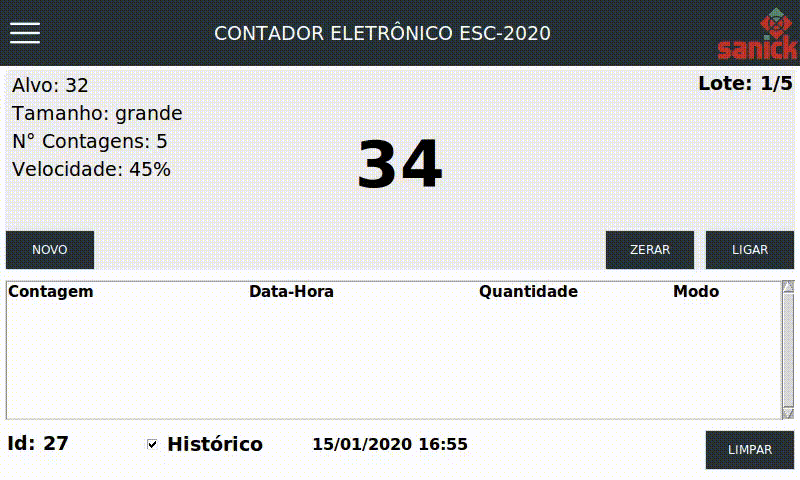 CONTADOR ELETRÔNICO ESC-2020
sanick
Alvo: 32
Lote: 1/5
Tamanho: grande
N° Contagens: 5
Velocidade: 45%
34
NOVO
ZERAR
LIGAR
Contagem Data-Hora Quantidade Modo
Id: 27
Histórico
15/01/2020 16:55
LIMPAR